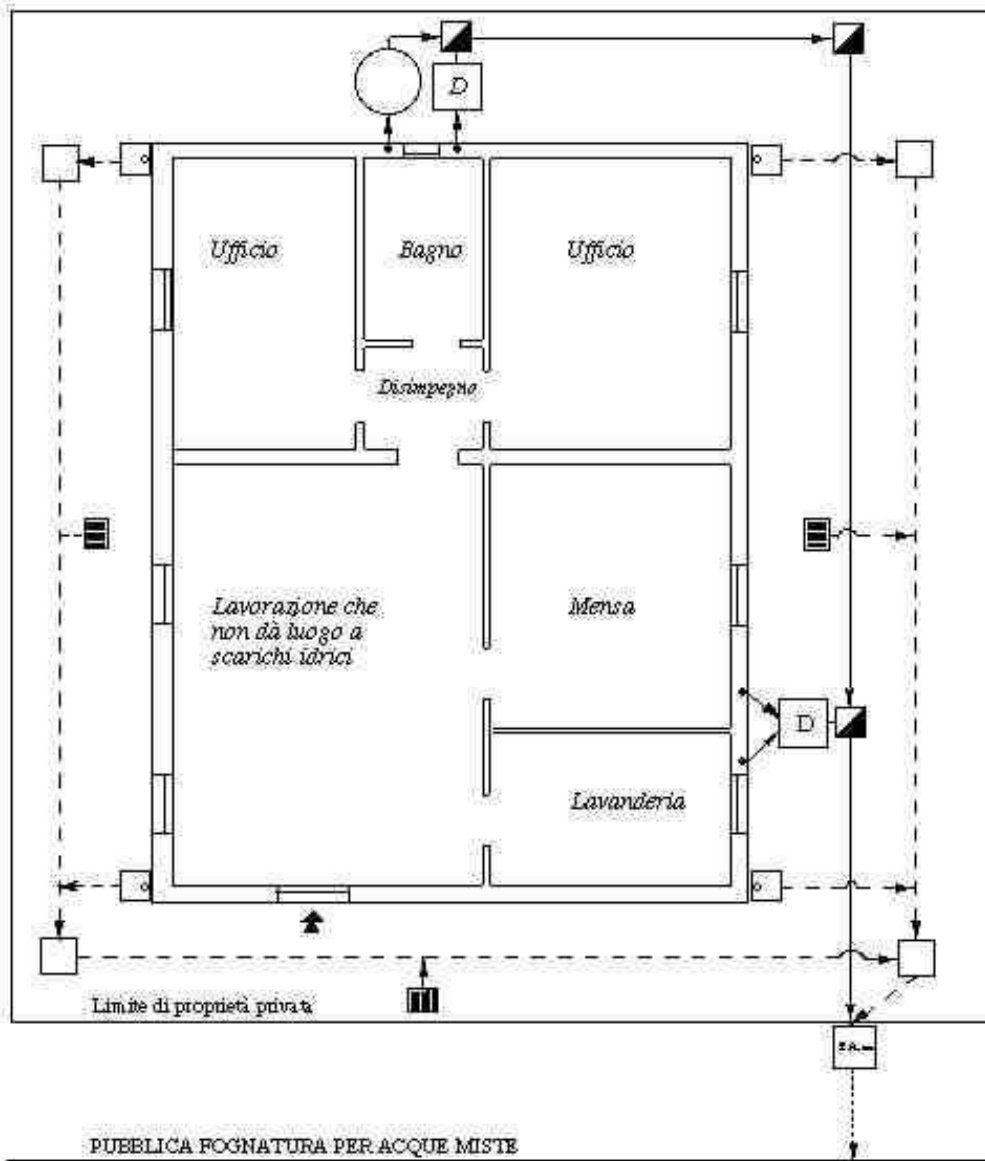 D
Ufficio
Bagno
Ufficio
Disimpegno
Lavorazione che
non dà luogo a
scarichi idrici
Mensa
D
Lavanderia
Limite di proprietà privata
PUBBLICA FOGNATURA PER ACQUE MISTE